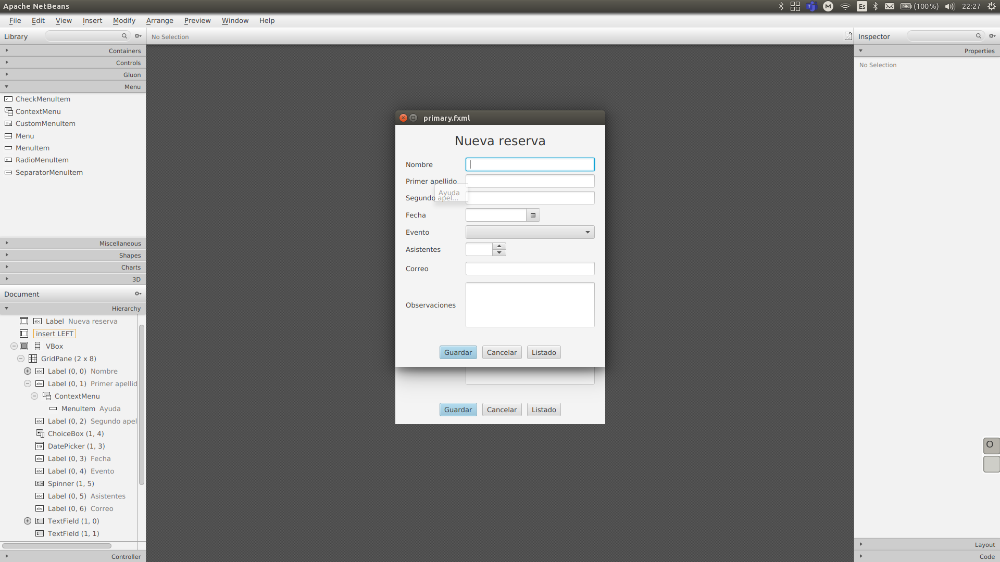 Apache NetBeans
Es
(100%)
22:27
File Edit View Insert Modify Arrange Preview Window Help
Library
Containers
Controls
Gluon
Menu
CheckMenuItem
ContextMenu
CustomMenuItem
Menu
MenuItem
RadioMenuItem
SeparatorMenuItem
Miscellaneous
Shapes
Charts
3D
Document
Hierarchy
Label Nueva reserva
insert LEFT
VBox
GridPane (2 x 8)
Label (0, 0) Nombre
Label (0, 1) Primer apellid
ContextMenu
MenuItem Ayuda
Label (0, 2) Segundo apel
ChoiceBox (1, 4)
DatePicker (1, 3)
Label (0, 3) Fecha
Label (0, 4) Evento
Spinner (1, 5)
Label (0, 5) Asistentes
Label (0, 6) Correo
TextField (1, 0)
TextField (1, 1)
Controller
No Selection
primary.fxml
Nueva reserva
Nombre
Primer apellido
Ayuda
Segundo apel...
Fecha
Evento
Asistentes
Correo
Observaciones
Guardar Cancelar Listado
Guardar Cancelar Listado
Inspector
Properties
No Selection
O
Layout
Code